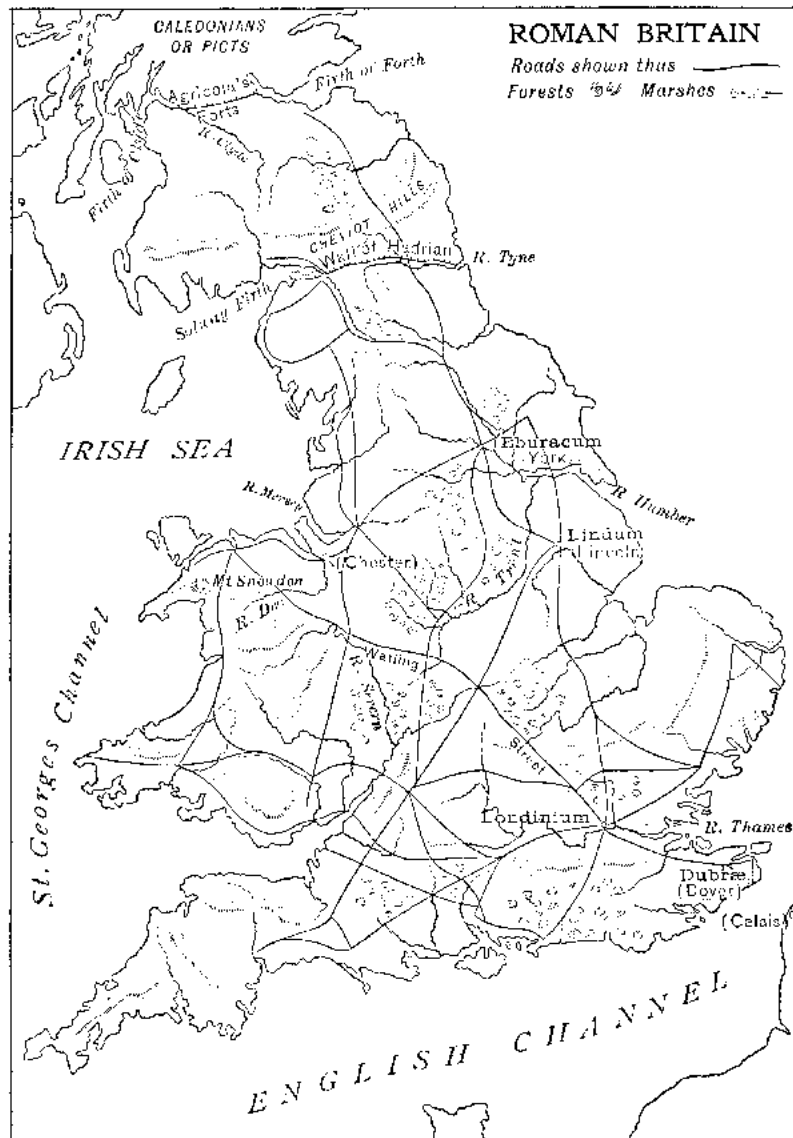 CALEDONIANS
OR PICTS
ROMAN BRITAIN
Roads shown thus
Forests Marshes
Firth of Forth
Agricola's
Forts
R. Clyde
Firth of Clyde
CHEVIOT HILLS
Wall of Hadrian
R. Tyne
Solway Firth
IRISH SEA
Eburacum
York
R. Humber
R. Mersey
Lindum
(Lincoln)
(Chester)
R. Trent
Mt Snowdon
R. Dee
Watling
Street
R. Severn
St. Georges Channel
Londinium
R. Thames
Dubræ
(Dover)
(Calais)
ENGLISH CHANNEL